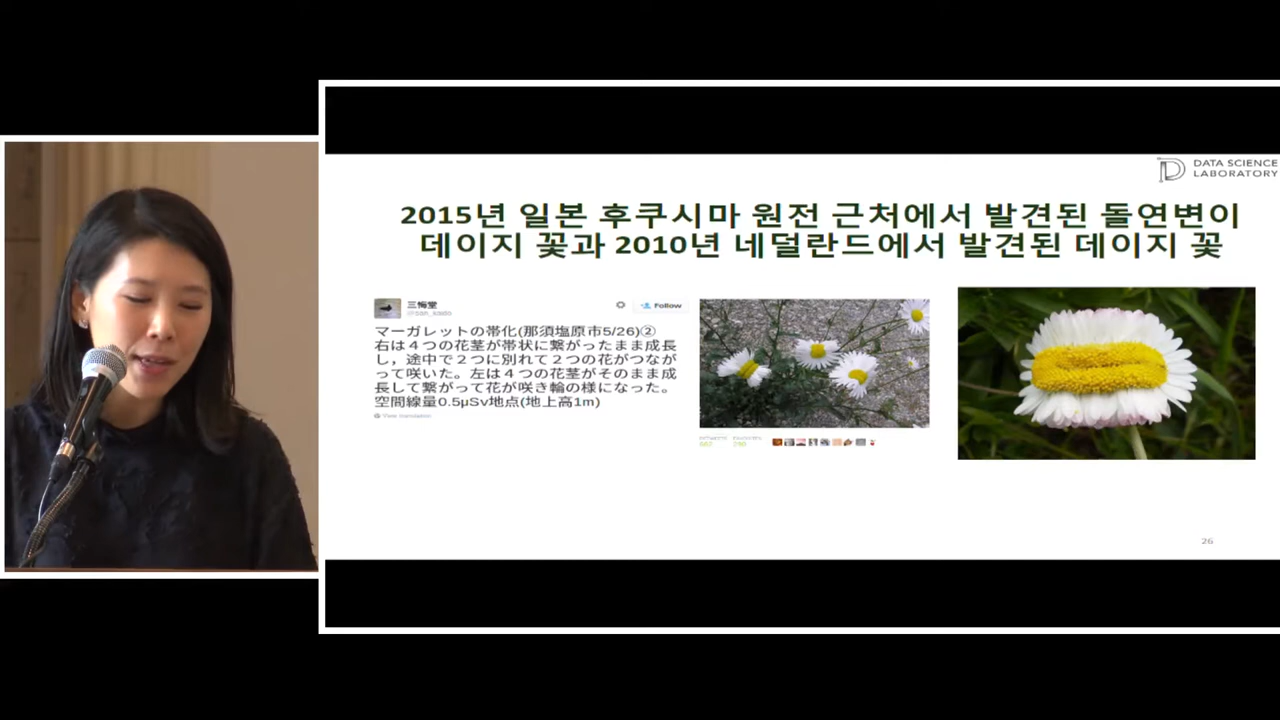 DATA SCIENCE
LABORATORY
2015년 일본 후쿠시마 원전 근처에서 발견된 돌연변이
데이지 꽃과 2010년 네덜란드에서 발견된 데이지 꽃
三悔堂
@san_kaido
Follow
マーガレットの帯化(那須塩原市5/26)②
右は４つの花茎が帯状に繋がったまま成長
し，途中で２つに別れて２つの花がつなが
って咲いた。左は４つの花茎がそのまま成
長して繋がって花が咲き輪の様になった。
空間線量0.5μSv地点(地上高1m)
View translation
RETWEETS FAVORITES
26